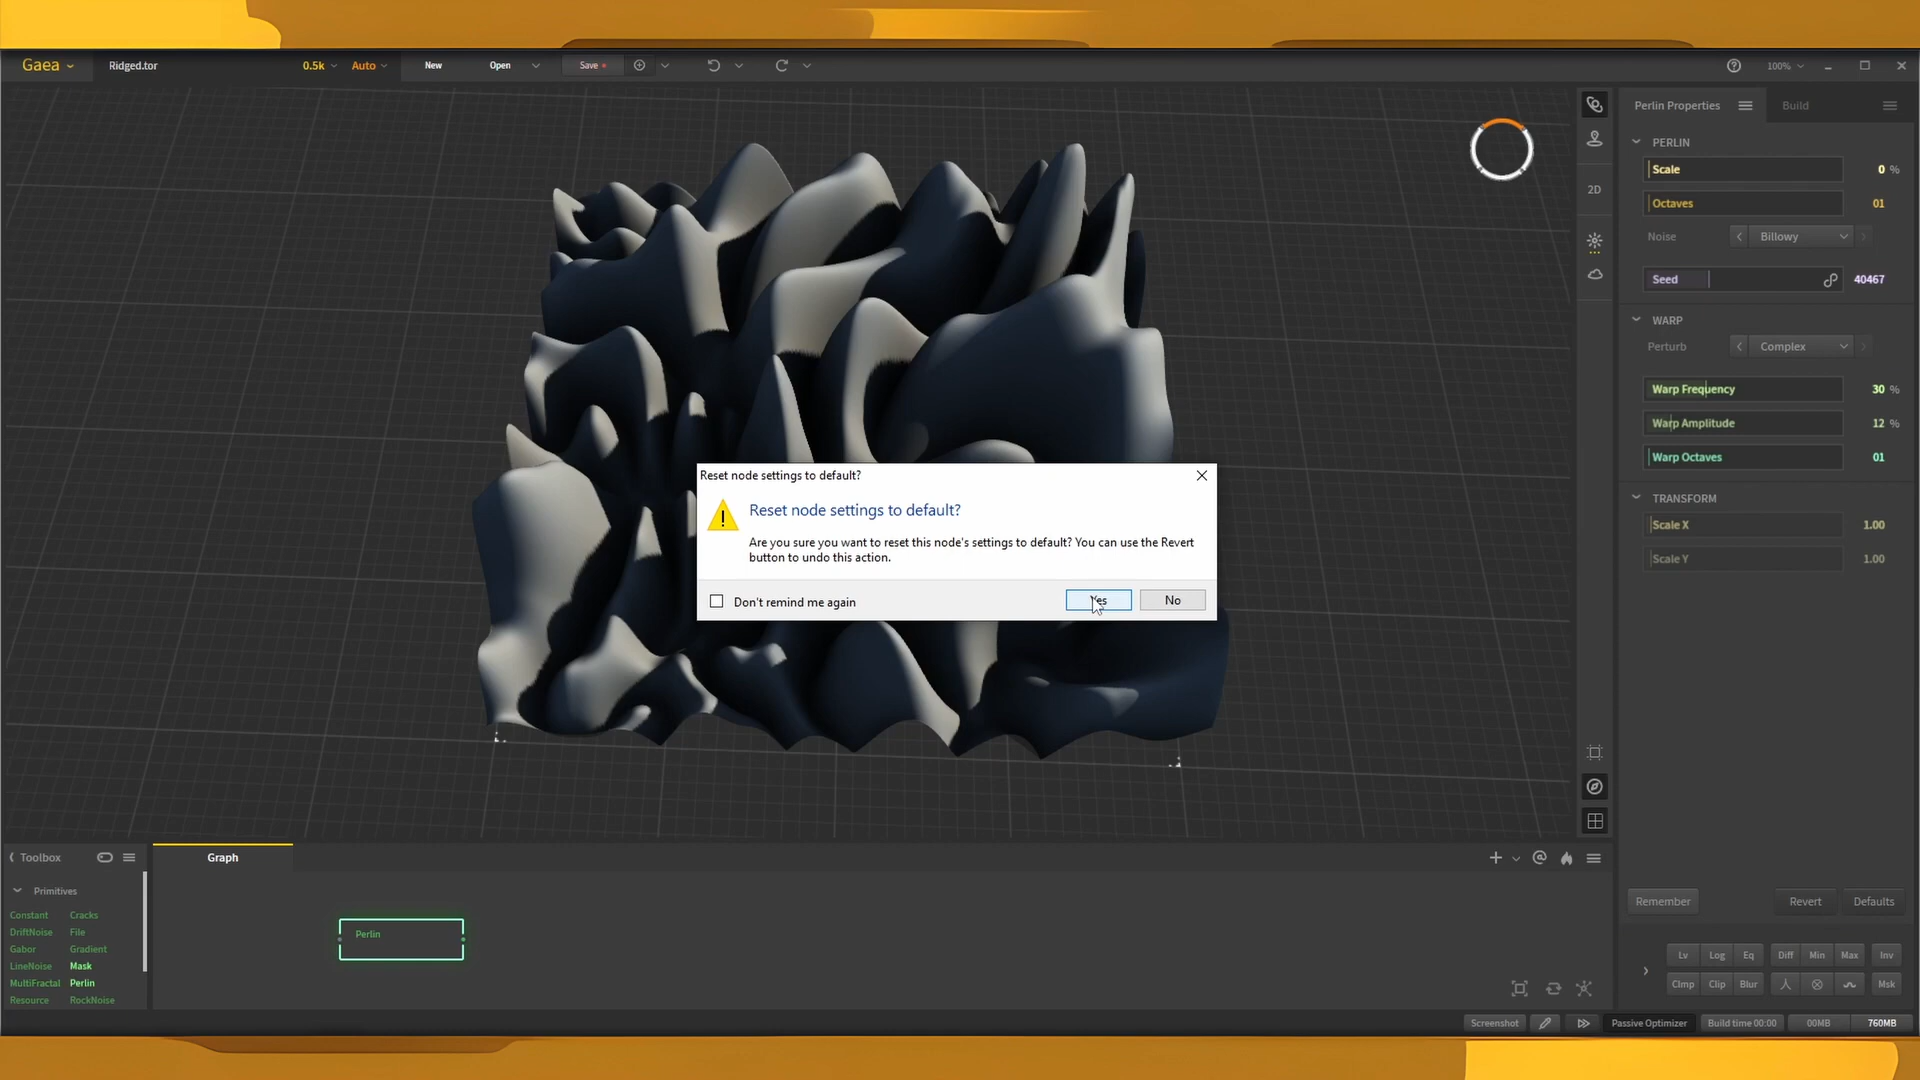 Gaea
Ridged.tor
0.5k
Auto
New
Open
Save
100%
Perlin Properties
Build
PERLIN
Scale
0 %
Octaves
01
Noise
Billowy
Seed
40467
WARP
Perturb
Complex
Warp Frequency
30 %
Warp Amplitude
12 %
Warp Octaves
01
TRANSFORM
Scale X
1.00
Scale Y
1.00
2D
Reset node settings to default?
Reset node settings to default?
Are you sure you want to reset this node's settings to default? You can use the Revert
button to undo this action.
Don't remind me again
Yes
No
Toolbox
Primitives
Constant Cracks
DriftNoise File
Gabor Gradient
LineNoise Mask
MultiFractal Perlin
Resource RockNoise
Graph
Perlin
Remember
Revert
Defaults
Lv Log Eq Diff Min Max Inv
Clmp Clip Blur Msk
Screenshot
Passive Optimizer
Build time 00:00
00MB
760MB